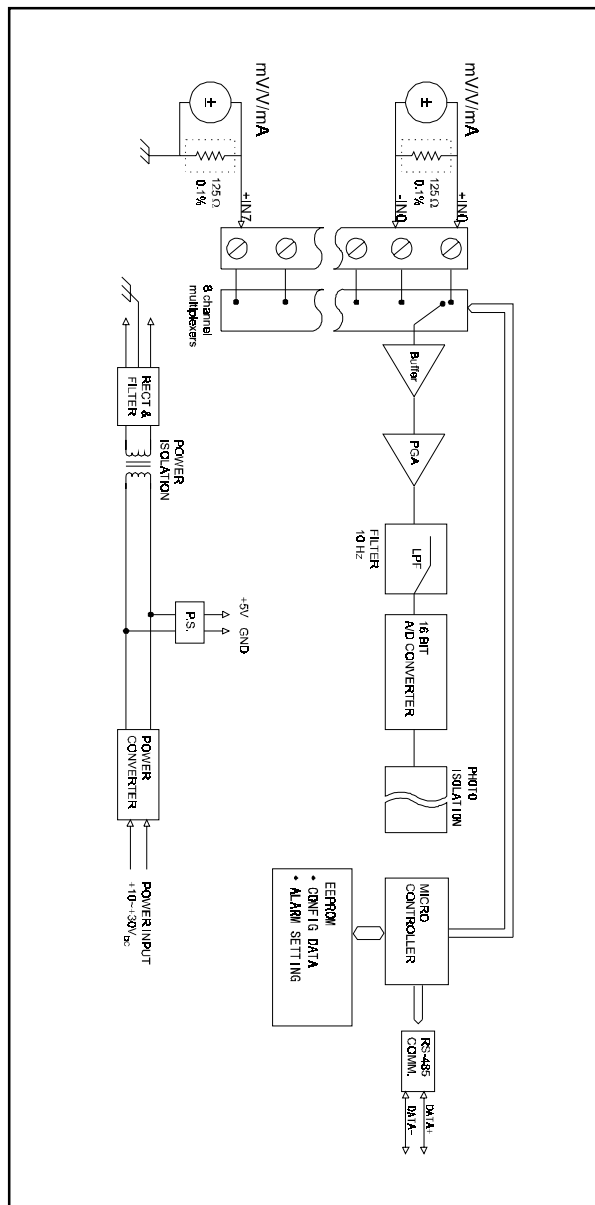 mV/V/mA
±
125 Ω
0.1%
+IN0
-IN0
mV/V/mA
±
125 Ω
0.1%
+IN7
8 channel
multiplexers
Buffer
PGA
LPF
FILTER
10 Hz
16 BIT
A/D CONVERTER
PHOTO
ISOLATION
MICRO
CONTROLLER
EEPROM
• CONFIG DATA
• ALARM SETTING
RS-485
COMM.
DATA+
DATA-
RECT &
FILTER
POWER
ISOLATION
P.S.
+5V
GND
POWER
CONVERTER
POWER INPUT
+10~+30VDC